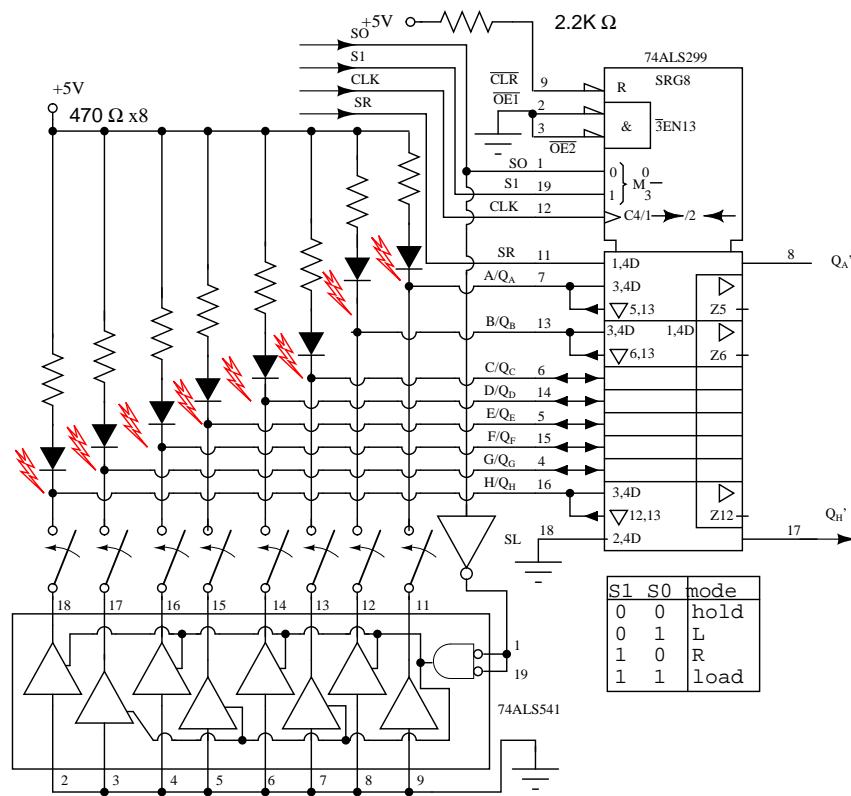 +5V
2.2K Ω
SO
S1
CLK
SR
74ALS299
SRG8
+5V
470 Ω x8
CLR
9
R
OE1
2
&
3EN13
3
OE2
SO 1
0
0
M
S1 19
1
3
CLK 12
C4/1
/2
SR 11
1,4D
8
QA'
A/QA
7
3,4D
5,13
Z5
B/QB
13
3,4D
1,4D
6,13
Z6
C/QC
6
D/QD
14
E/QE
5
F/QF
15
G/QG
4
H/QH
16
3,4D
12,13
Z12
SL
18
2,4D
17
QH'
S1 S0 mode
0 0 hold
0 1 L
1 0 R
1 1 load
18 17 16 15 14 13 12 11
1
19
74ALS541
2 3 4 5 6 7 8 9